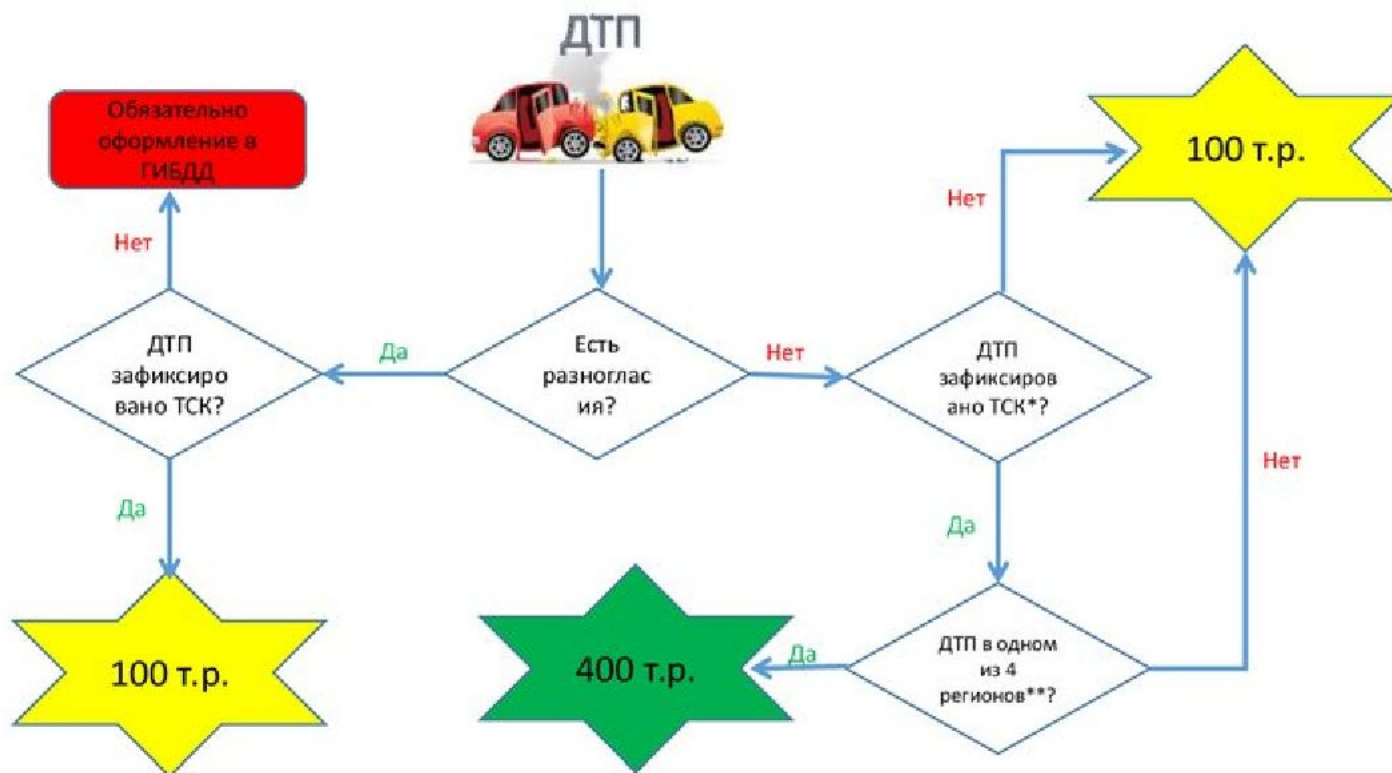 ДТП
Обязательно
оформление в
ГИБДД
100 т.р.
Нет
Нет
ДТП
зафиксиро
вано ТСК?
Да
Есть
разноглас
ия?
Нет
ДТП
зафиксиров
ано ТСК*?
Нет
Да
Да
100 т.р.
400 т.р.
Да
ДТП в одном
из 4
регионов**?